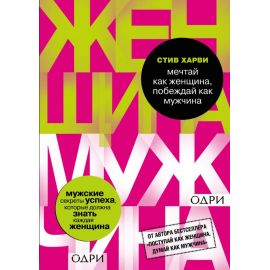 ЖЕН
ЩИНА
СТИВ ХАРВИ
мечтай
как женщина,
побеждай как
мужчина
МУЖ
ЧИНА
ОДРИ
мужские
секреты успеха,
которые должна
знать
каждая
женщина
ОТ АВТОРА БЕСТСЕЛЛЕРА
«ПОСТУПАЙ КАК ЖЕНЩИНА,
ДУМАЙ КАК МУЖЧИНА»
ОДРИ